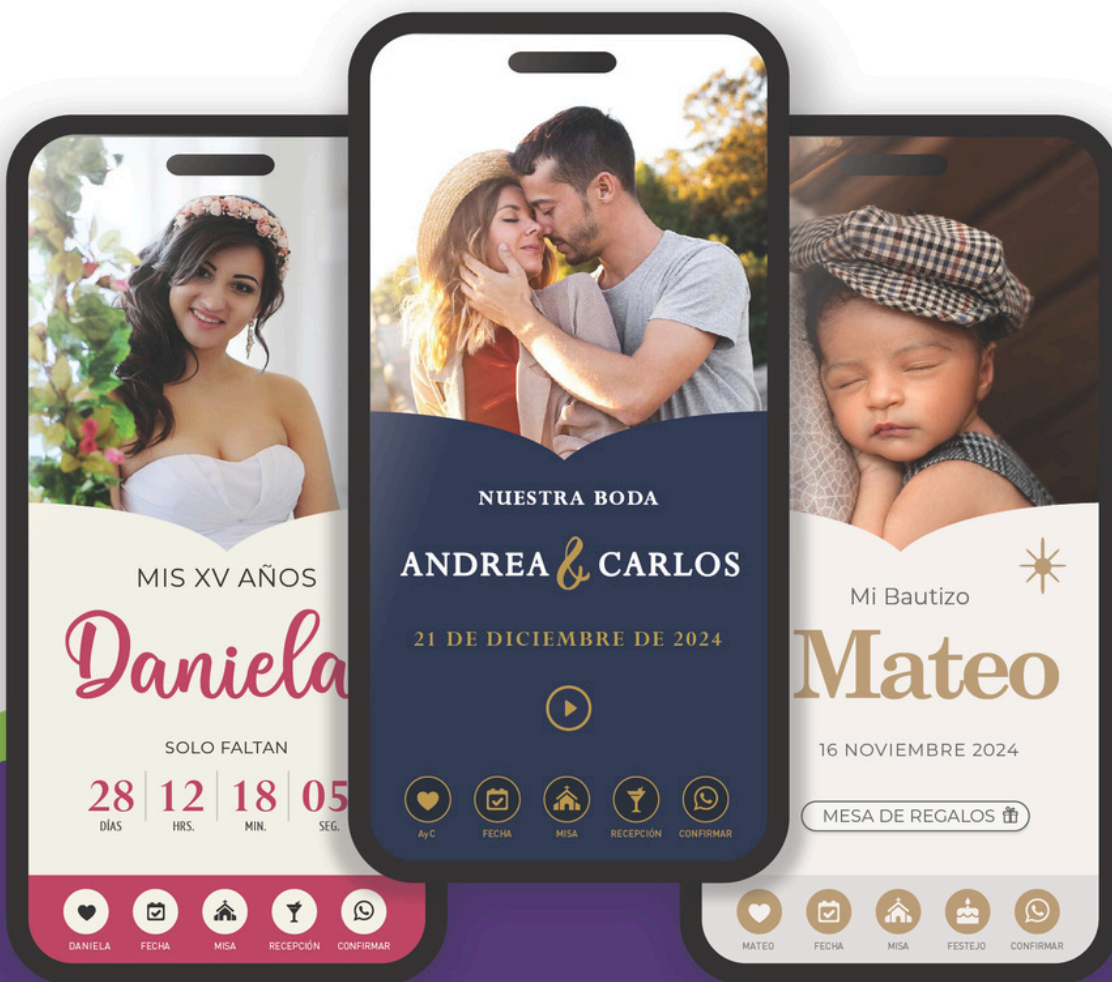 MIS XV AÑOS
Daniela
SOLO FALTAN
28 12 18 05
DÍAS HRS. MIN. SEG.
DANIELA FECHA MISA RECEPCIÓN CONFIRMAR
NUESTRA BODA
ANDREA & CARLOS
21 DE DICIEMBRE DE 2024
AyC FECHA MISA RECEPCIÓN CONFIRMAR
Mi Bautizo
Mateo
16 NOVIEMBRE 2024
MESA DE REGALOS
MATEO FECHA MISA FESTEJO CONFIRMAR